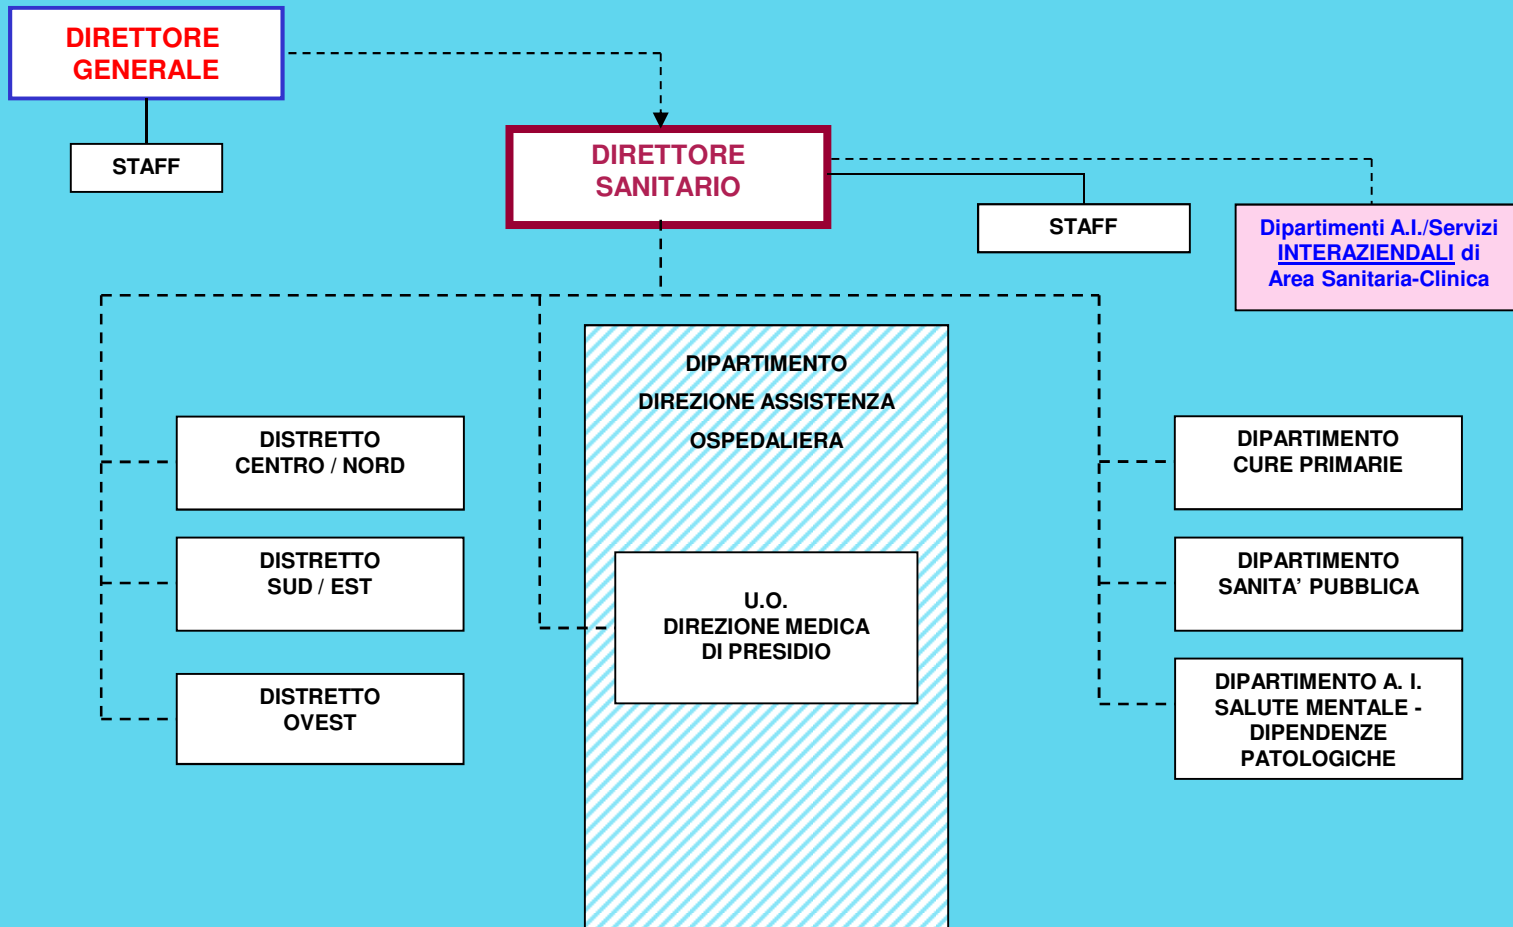 DIRETTORE
GENERALE
STAFF
DIRETTORE
SANITARIO
STAFF
Dipartimenti A.I./Servizi
INTERAZIENDALI di
Area Sanitaria-Clinica
DIPARTIMENTO
DIREZIONE ASSISTENZA
OSPEDALIERA
DISTRETTO
CENTRO / NORD
DISTRETTO
SUD / EST
DISTRETTO
OVEST
U.O.
DIREZIONE MEDICA
DI PRESIDIO
DIPARTIMENTO
CURE PRIMARIE
DIPARTIMENTO
SANITA’ PUBBLICA
DIPARTIMENTO A. I.
SALUTE MENTALE -
DIPENDENZE
PATOLOGICHE